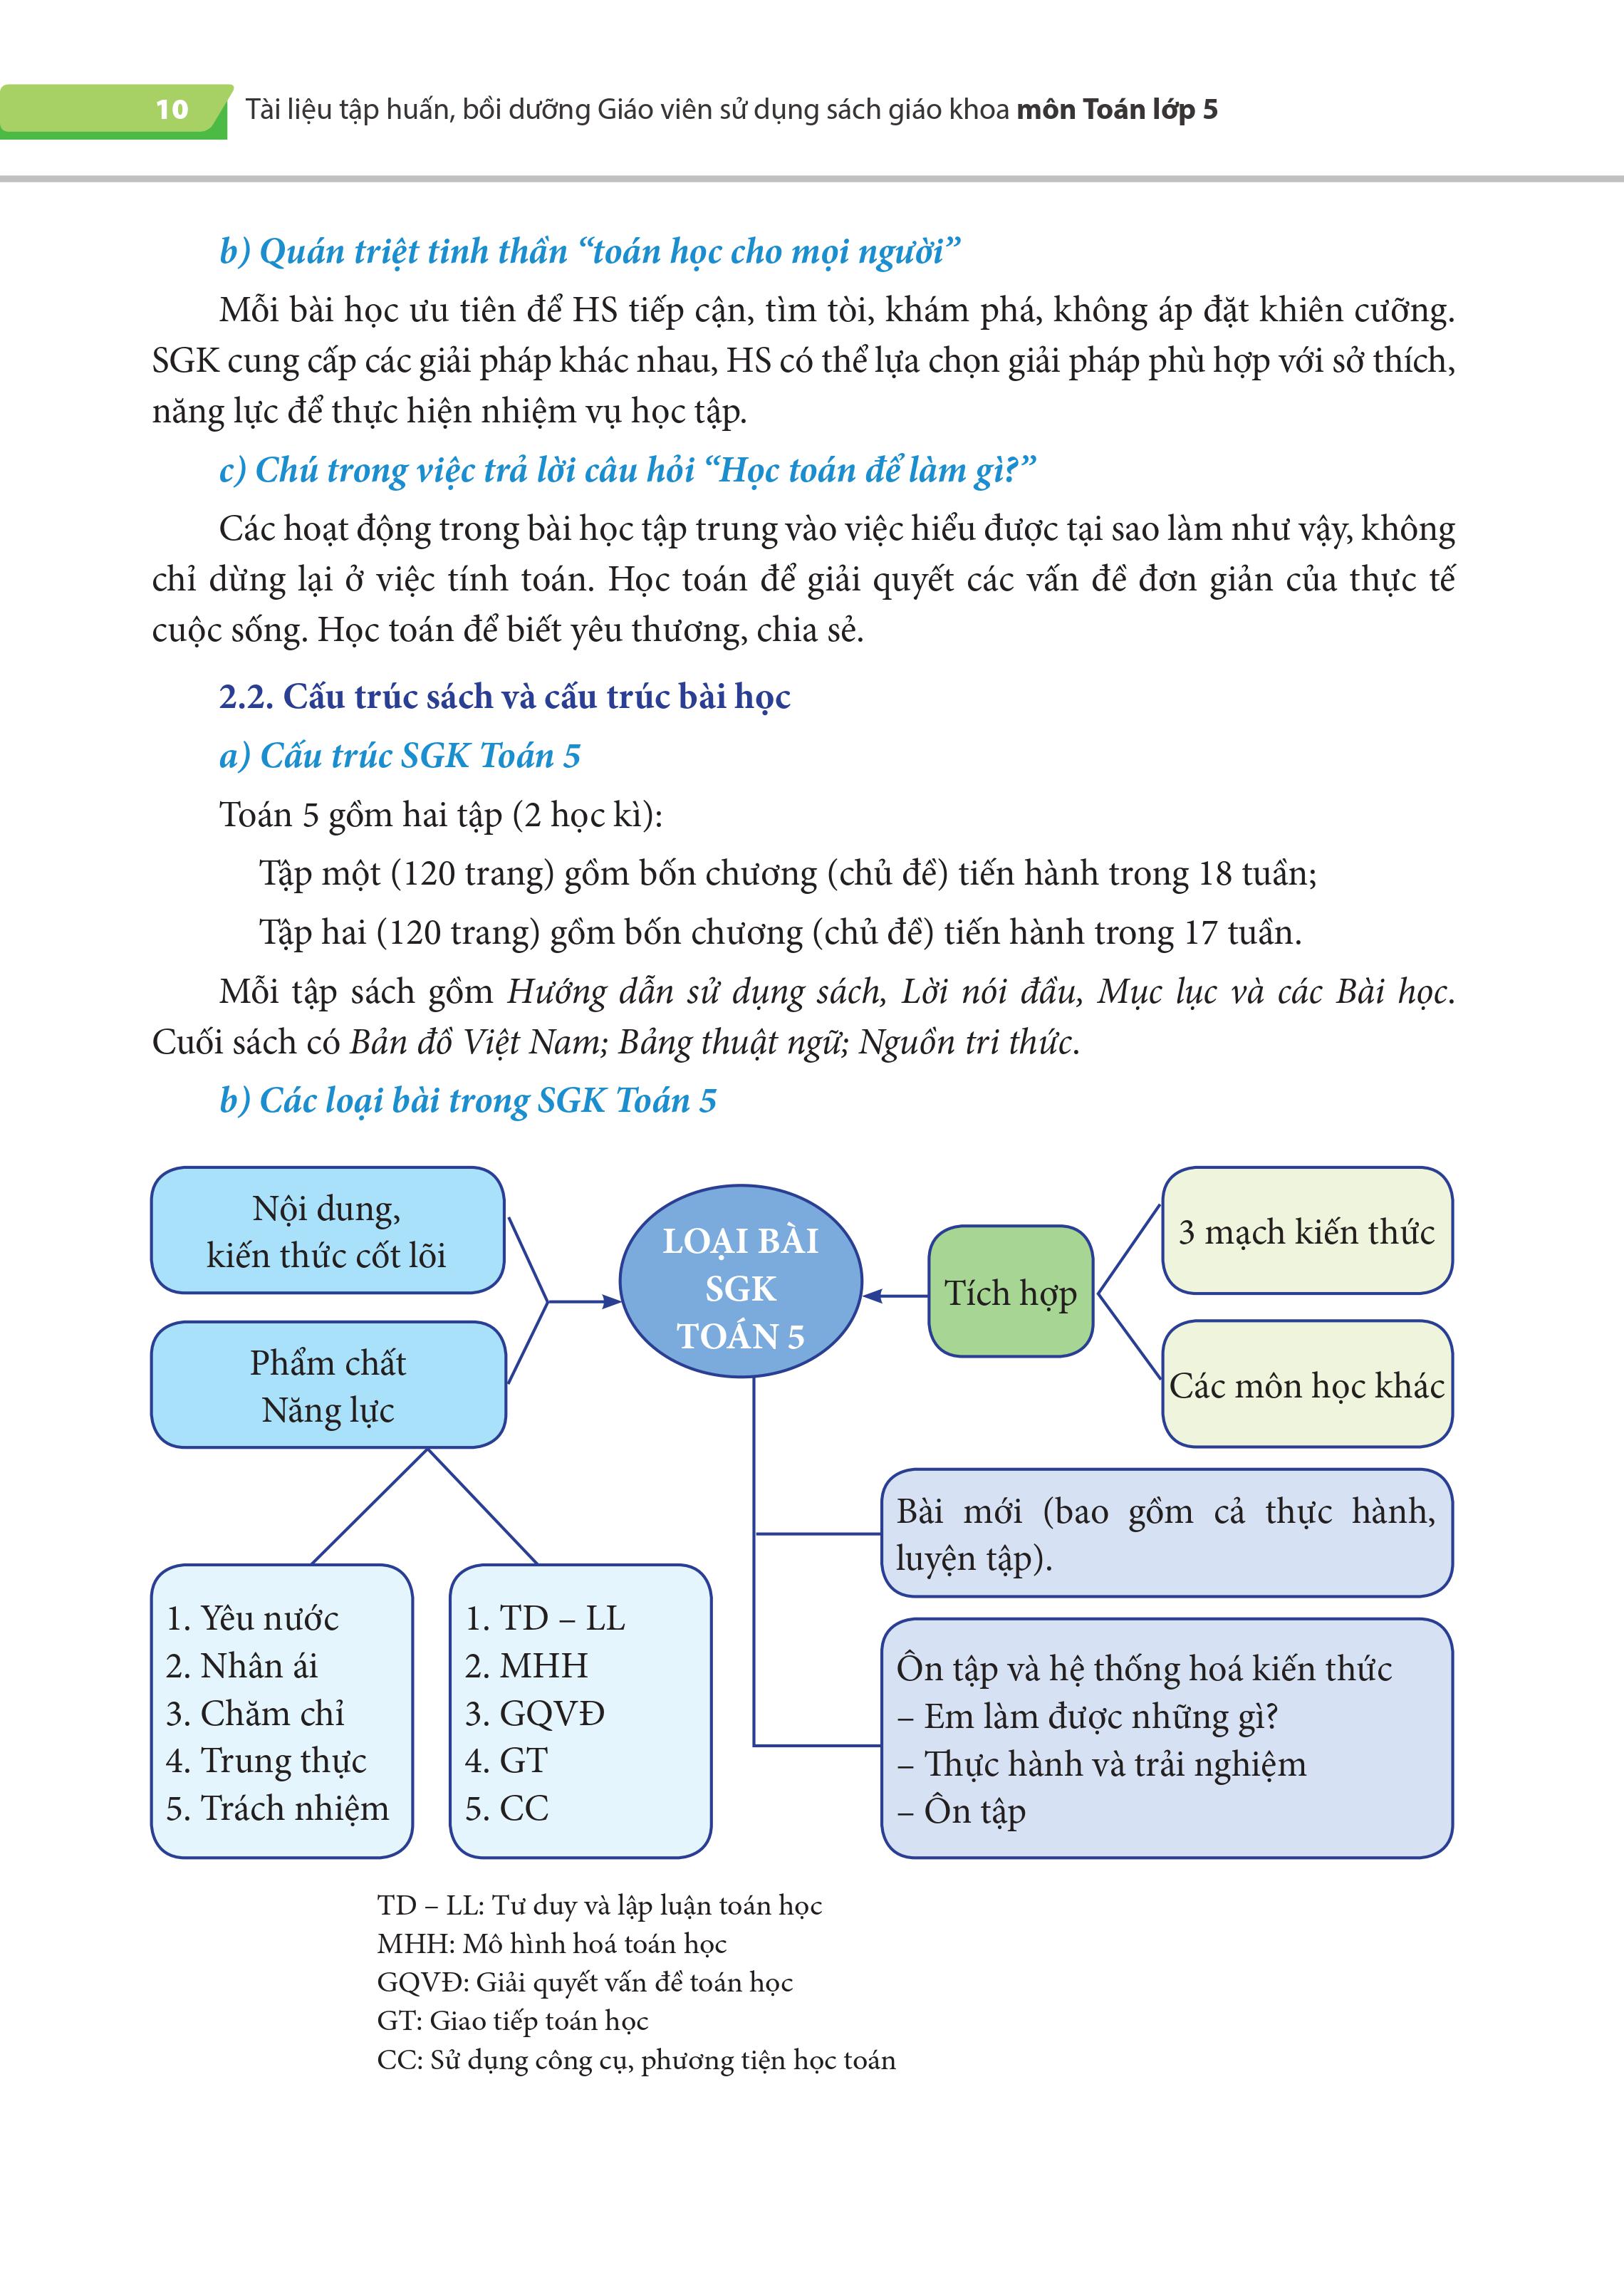 10 Tài liệu tập huấn, bồi dưỡng Giáo viên sử dụng sách giáo khoa môn Toán lớp 5
b) Quán triệt tinh thần “toán học cho mọi người”
Mỗi bài học ưu tiên để HS tiếp cận, tìm tòi, khám phá, không áp đặt khiên cưỡng.
SGK cung cấp các giải pháp khác nhau, HS có thể lựa chọn giải pháp phù hợp với sở thích,
năng lực để thực hiện nhiệm vụ học tập.
c) Chú trong việc trả lời câu hỏi “Học toán để làm gì?”
Các hoạt động trong bài học tập trung vào việc hiểu được tại sao làm như vậy, không
chỉ dừng lại ở việc tính toán. Học toán để giải quyết các vấn đề đơn giản của thực tế
cuộc sống. Học toán để biết yêu thương, chia sẻ.
2.2. Cấu trúc sách và cấu trúc bài học
a) Cấu trúc SGK Toán 5
Toán 5 gồm hai tập (2 học kì):
Tập một (120 trang) gồm bốn chương (chủ đề) tiến hành trong 18 tuần;
Tập hai (120 trang) gồm bốn chương (chủ đề) tiến hành trong 17 tuần.
Mỗi tập sách gồm Hướng dẫn sử dụng sách, Lời nói đầu, Mục lục và các Bài học.
Cuối sách có Bản đồ Việt Nam; Bảng thuật ngữ; Nguồn tri thức.
b) Các loại bài trong SGK Toán 5
Nội dung,
kiến thức cốt lõi
Phẩm chất
Năng lực
LOẠI BÀI
SGK
TOÁN 5
Tích hợp
3 mạch kiến thức
Các môn học khác
1. Yêu nước
2. Nhân ái
3. Chăm chỉ
4. Trung thực
5. Trách nhiệm
1. TD – LL
2. MHH
3. GQVĐ
4. GT
5. CC
Bài mới (bao gồm cả thực hành,
luyện tập).
Ôn tập và hệ thống hoá kiến thức
– Em làm được những gì?
– Thực hành và trải nghiệm
– Ôn tập
TD – LL: Tư duy và lập luận toán học
MHH: Mô hình hoá toán học
GQVĐ: Giải quyết vấn đề toán học
GT: Giao tiếp toán học
CC: Sử dụng công cụ, phương tiện học toán